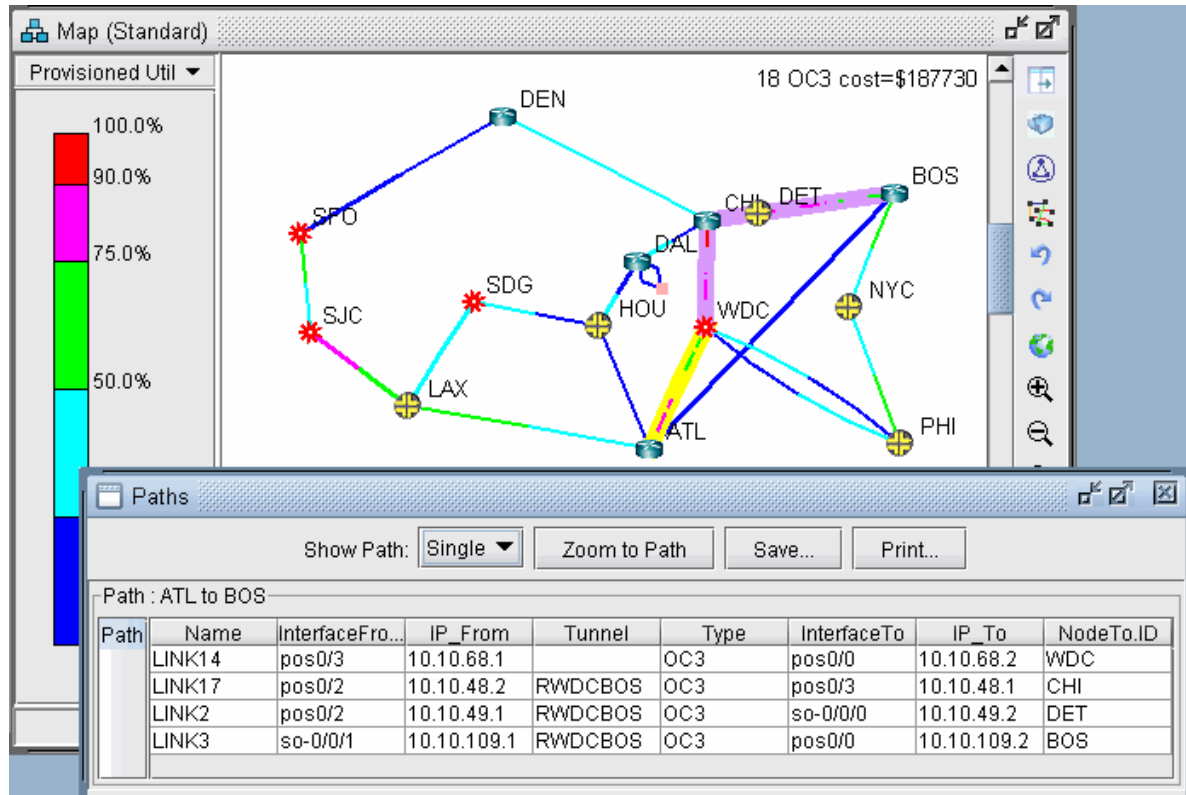 Map (Standard)
Provisioned Util
18 OC3 cost=$187730
100.0%
90.0%
75.0%
50.0%
DEN
BOS
CHI
DET
SFO
DAL
SDG
HOU
WDC
NYC
SJC
LAX
ATL
PHI
Paths
Show Path: Single Zoom to Path Save... Print...
Path : ATL to BOS
Path Name InterfaceFro... IP_From Tunnel Type InterfaceTo IP_To NodeTo.ID
LINK14 pos0/3 10.10.68.1 OC3 pos0/0 10.10.68.2 WDC
LINK17 pos0/2 10.10.48.2 RWDCBOS OC3 pos0/3 10.10.48.1 CHI
LINK2 pos0/2 10.10.49.1 RWDCBOS OC3 so-0/0/0 10.10.49.2 DET
LINK3 so-0/0/1 10.10.109.1 RWDCBOS OC3 pos0/0 10.10.109.2 BOS